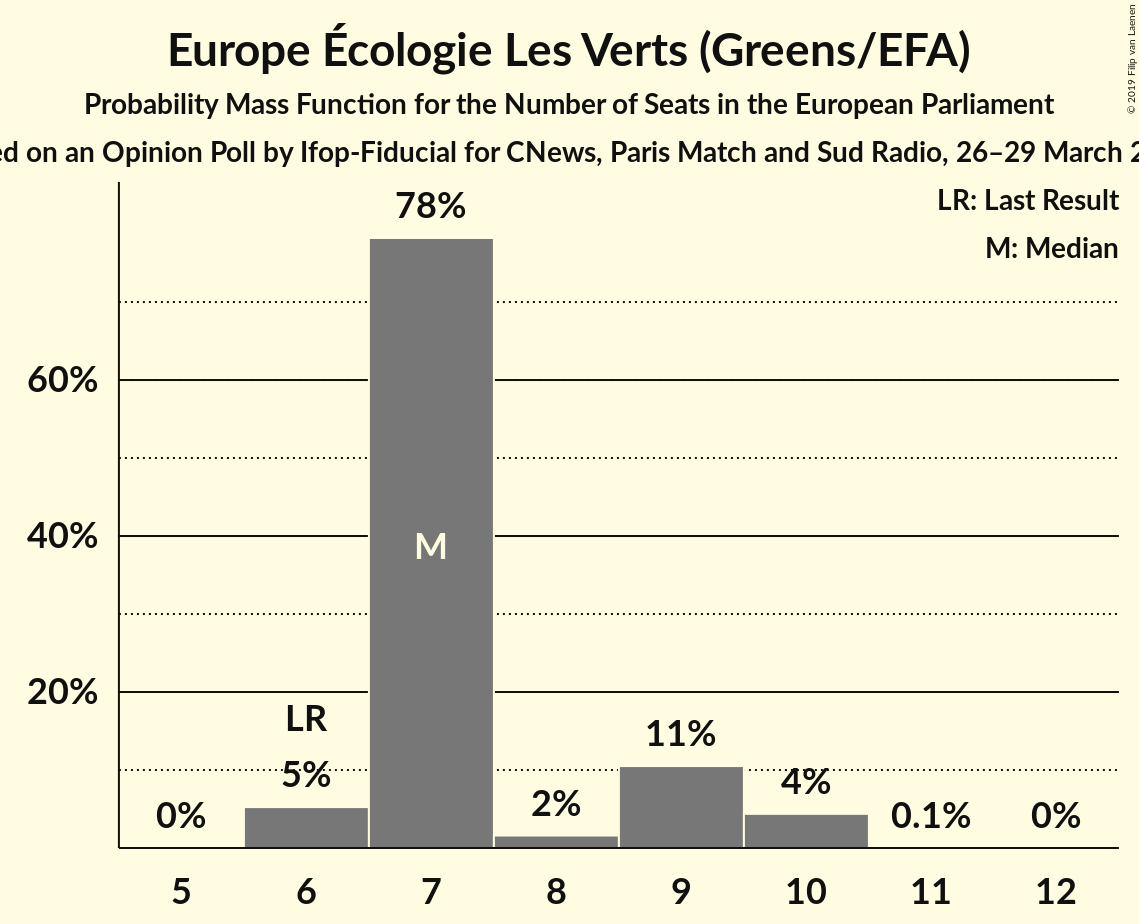 Europe Écologie Les Verts (Greens/EFA)
Probability Mass Function for the Number of Seats in the European Parliament
on an Opinion Poll by Ifop-Fiducial for CNews, Paris Match and Sud Radio, 26–29 March
© 2019 Filip van Laenen
LR: Last Result
M: Median
78%
60%
40%
M
20%
LR
11%
5%
4%
2%
0%
0.1%
0%
5 6 7 8 9 10 11 12